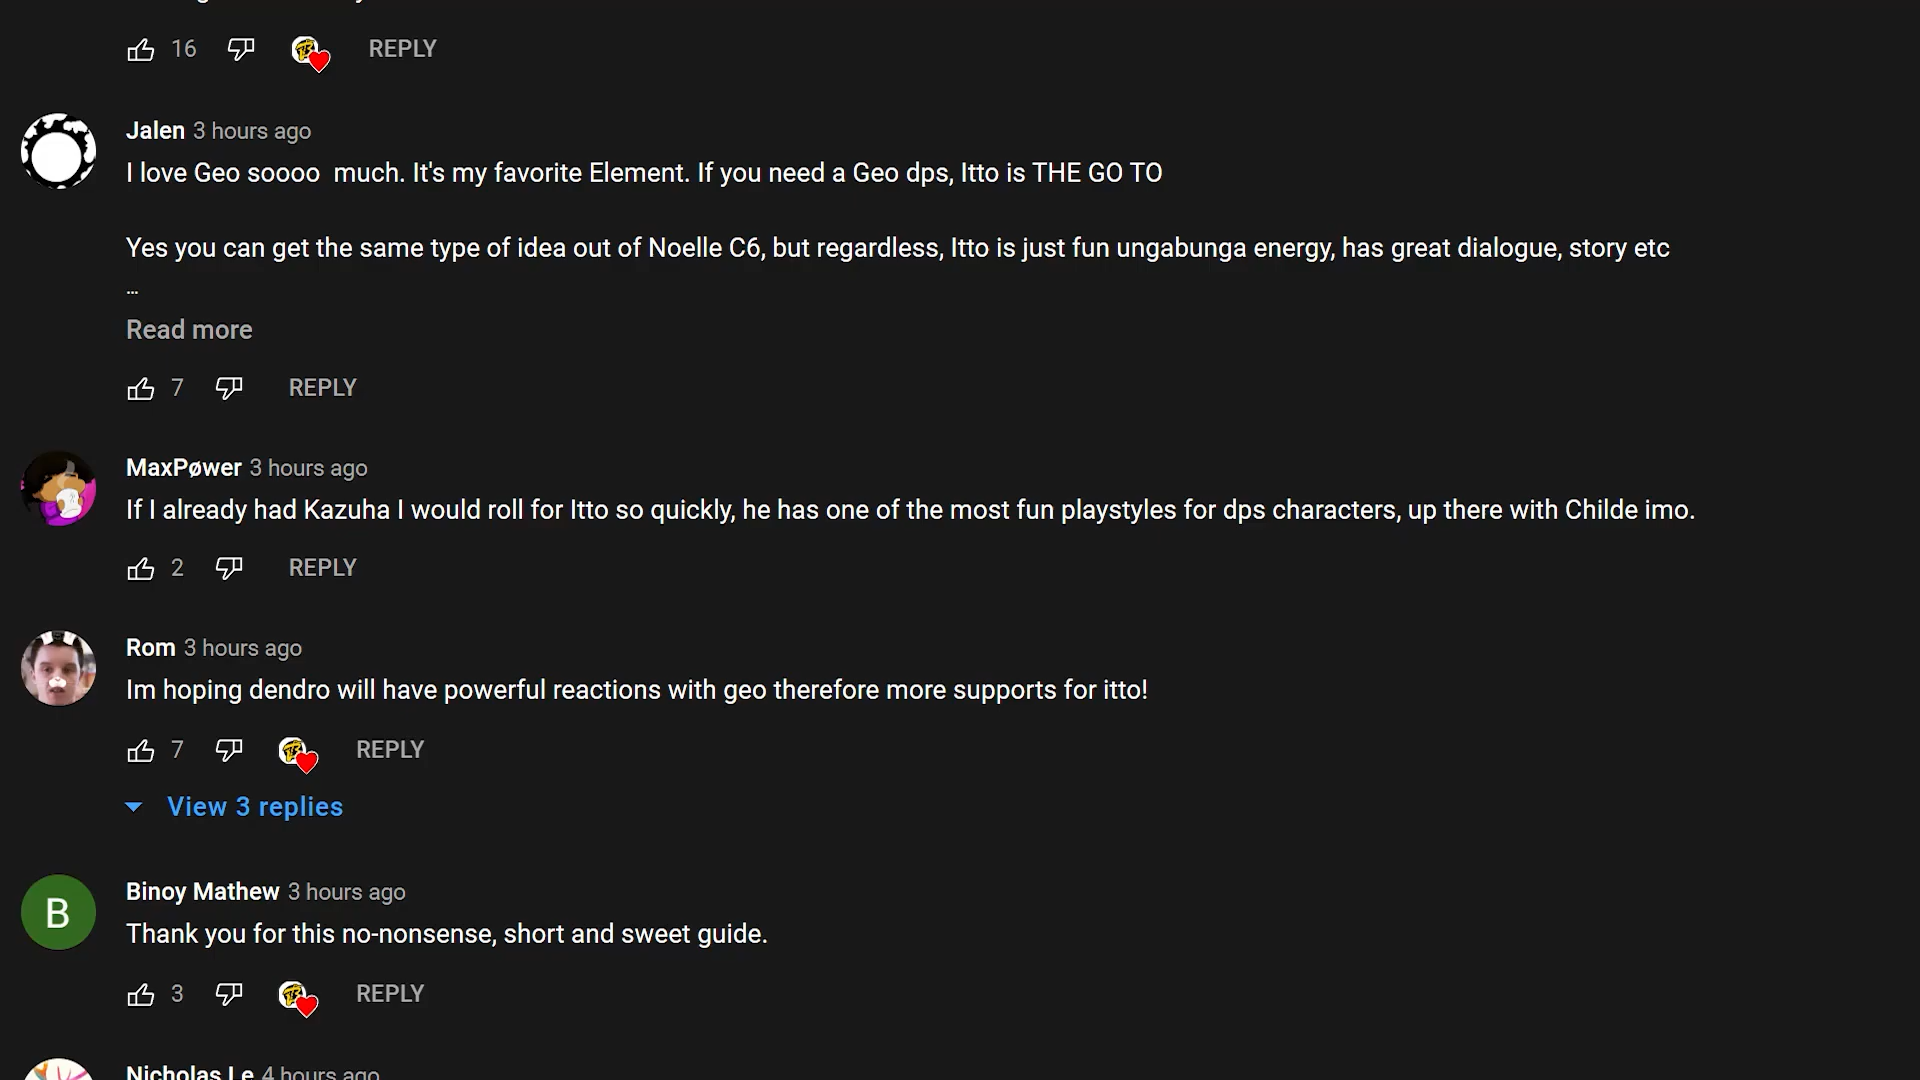 16 REPLY
Jalen 3 hours ago
I love Geo soooo  much. It's my favorite Element. If you need a Geo dps, Itto is THE GO TO
Yes you can get the same type of idea out of Noelle C6, but regardless, Itto is just fun ungabunga energy, has great dialogue, story etc
...
Read more
7 REPLY
MaxPøwer 3 hours ago
If I already had Kazuha I would roll for Itto so quickly, he has one of the most fun playstyles for dps characters, up there with Childe imo.
2 REPLY
Rom 3 hours ago
Im hoping dendro will have powerful reactions with geo therefore more supports for itto!
7 REPLY
View 3 replies
B
Binoy Mathew 3 hours ago
Thank you for this no-nonsense, short and sweet guide.
3 REPLY
Nicholas Le 4 hours ago